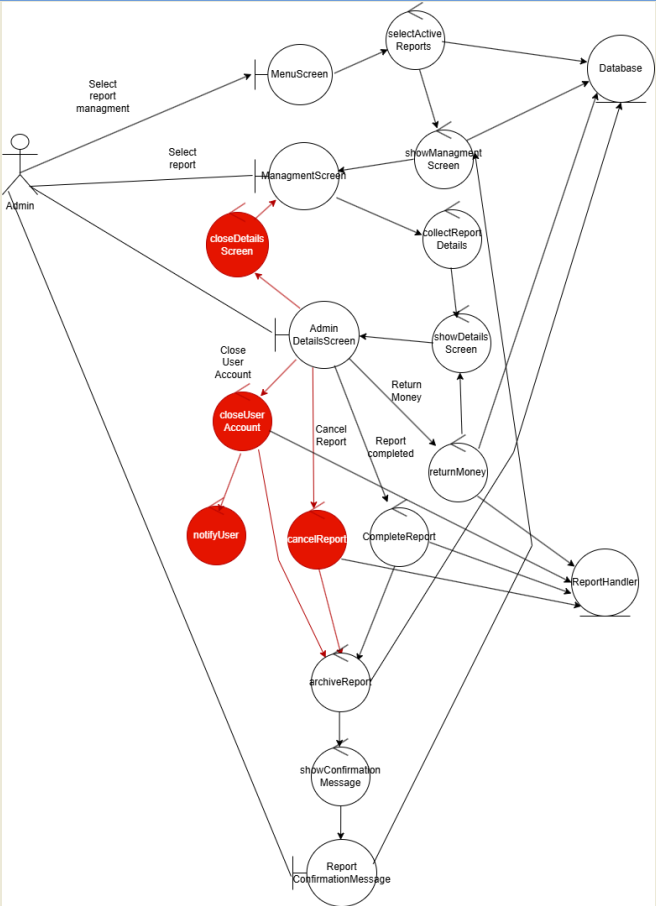 selectActive
Reports
Database
MenuScreen
Select
report
managment
showManagment
Screen
Select
report
ManagmentScreen
Admin
closeDetails
Screen
collectReport
Details
Admin
DetailsScreen
showDetails
Screen
Close
User
Account
Return
Money
closeUser
Account
Cancel
Report
Report
completed
returnMoney
notifyUser
cancelReport
CompleteReport
ReportHandler
archiveReport
showConfirmation
Message
Report
ConfirmationMessage